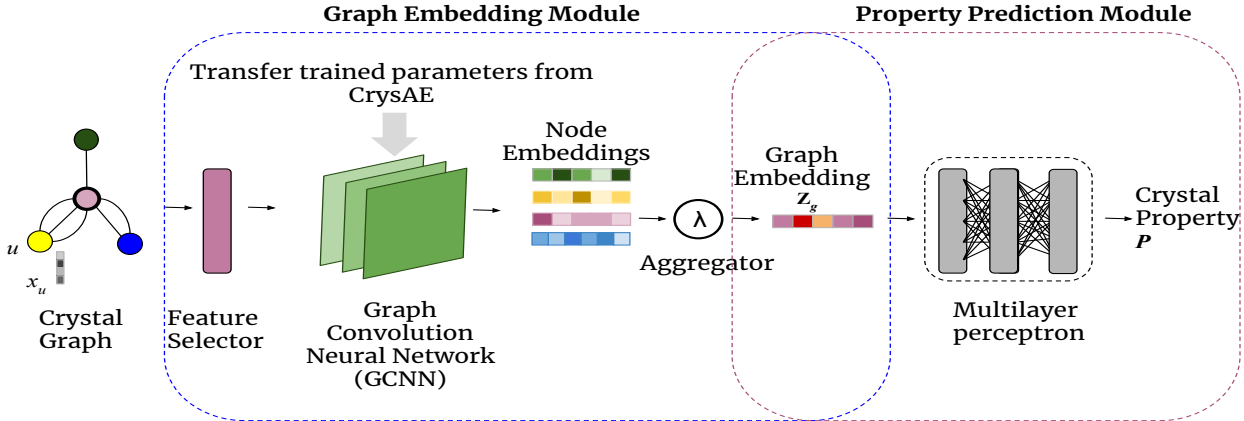 Graph Embedding Module
Property Prediction Module
Transfer trained parameters from
CrysAE
Node
Embeddings
Graph
Embedding
Z_g
Crystal
Property
P
λ
Aggregator
u
x_u
Crystal
Graph
Feature
Selector
Graph
Convolution
Neural Network
(GCNN)
Multilayer
perceptron